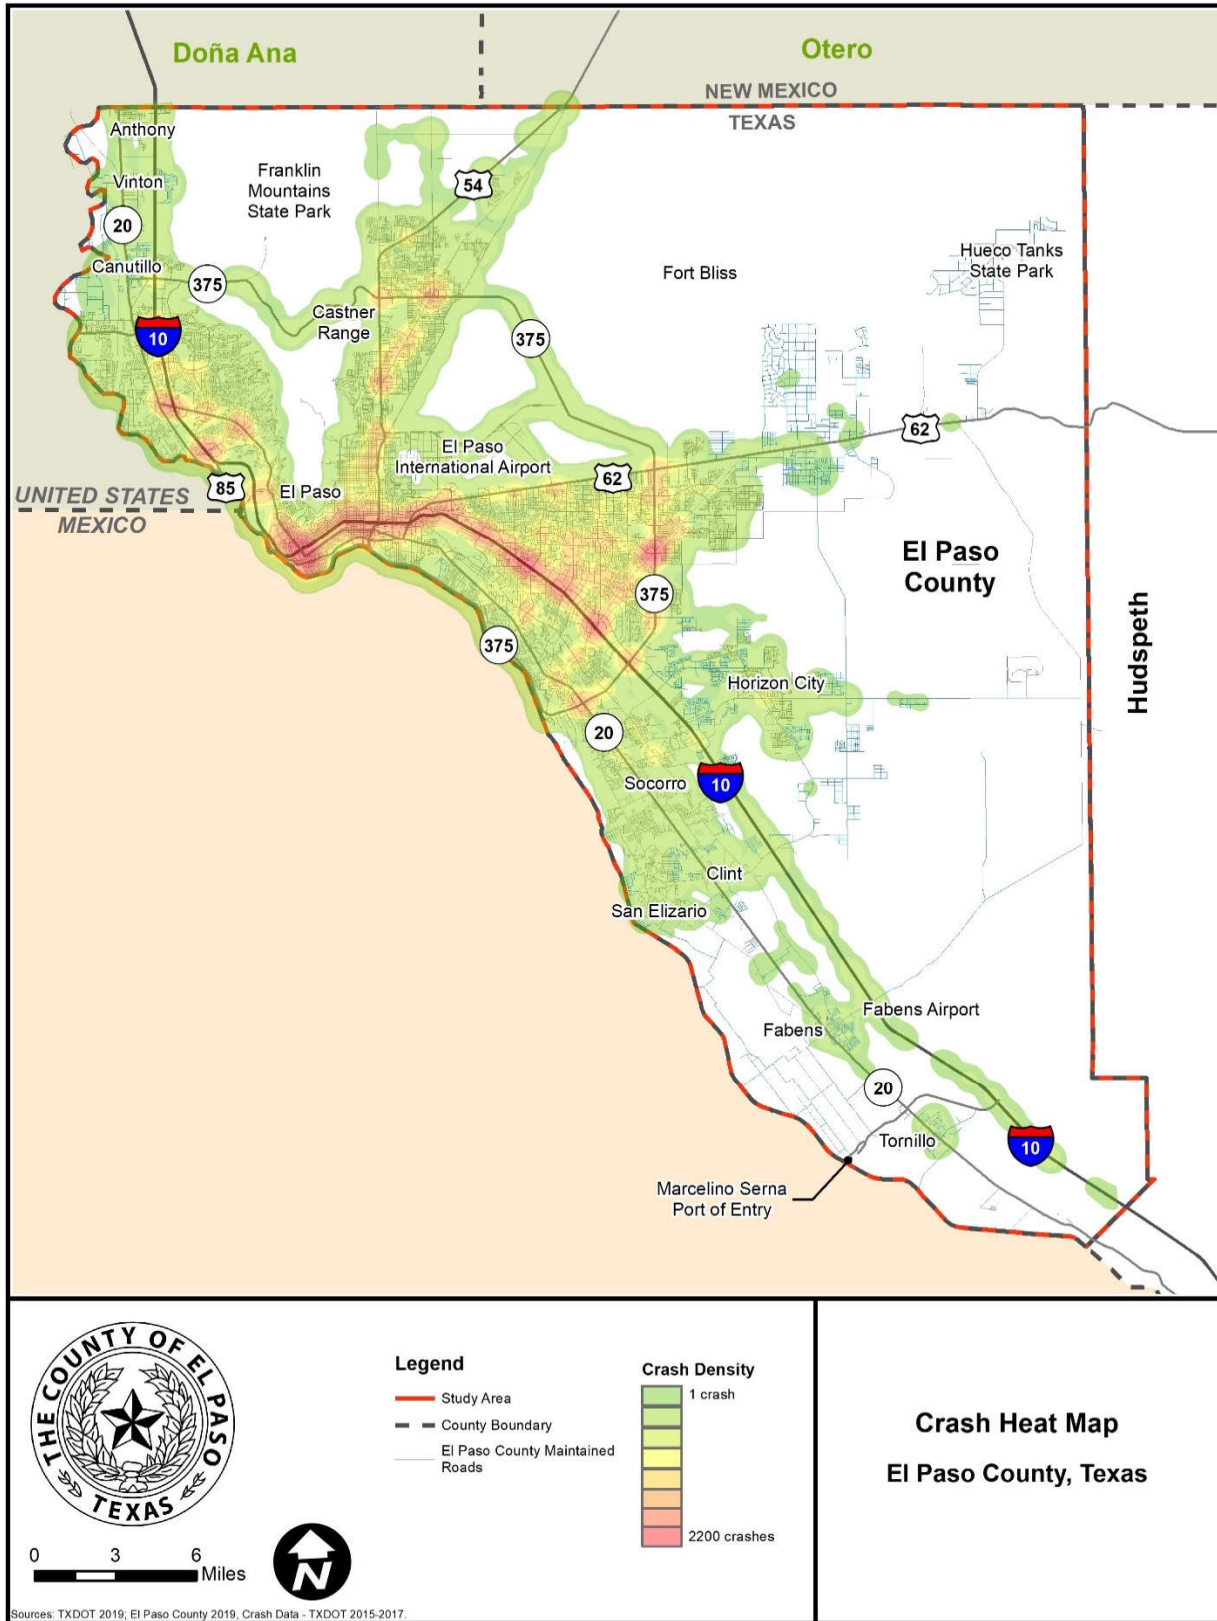 Doña Ana
Otero
NEW MEXICO
TEXAS
Anthony
Franklin
Mountains
State Park
54
Vinton
20
Canutillo
375
Hueco Tanks
State Park
Fort Bliss
Castner
Range
10
375
62
El Paso
International Airport
62
85
El Paso
UNITED STATES
MEXICO
El Paso
County
375
Hudspeth
375
Horizon City
20
Socorro
10
Clint
San Elizario
Fabens Airport
Fabens
20
Tornillo
10
Marcelino Serna
Port of Entry
THE COUNTY OF EL PASO
TEXAS
0 3 6
Miles
N
Legend
Study Area
County Boundary
El Paso County Maintained
Roads
Crash Density
1 crash
2200 crashes
Crash Heat Map
El Paso County, Texas
Sources: TXDOT 2019; El Paso County 2019, Crash Data - TXDOT 2015-2017.